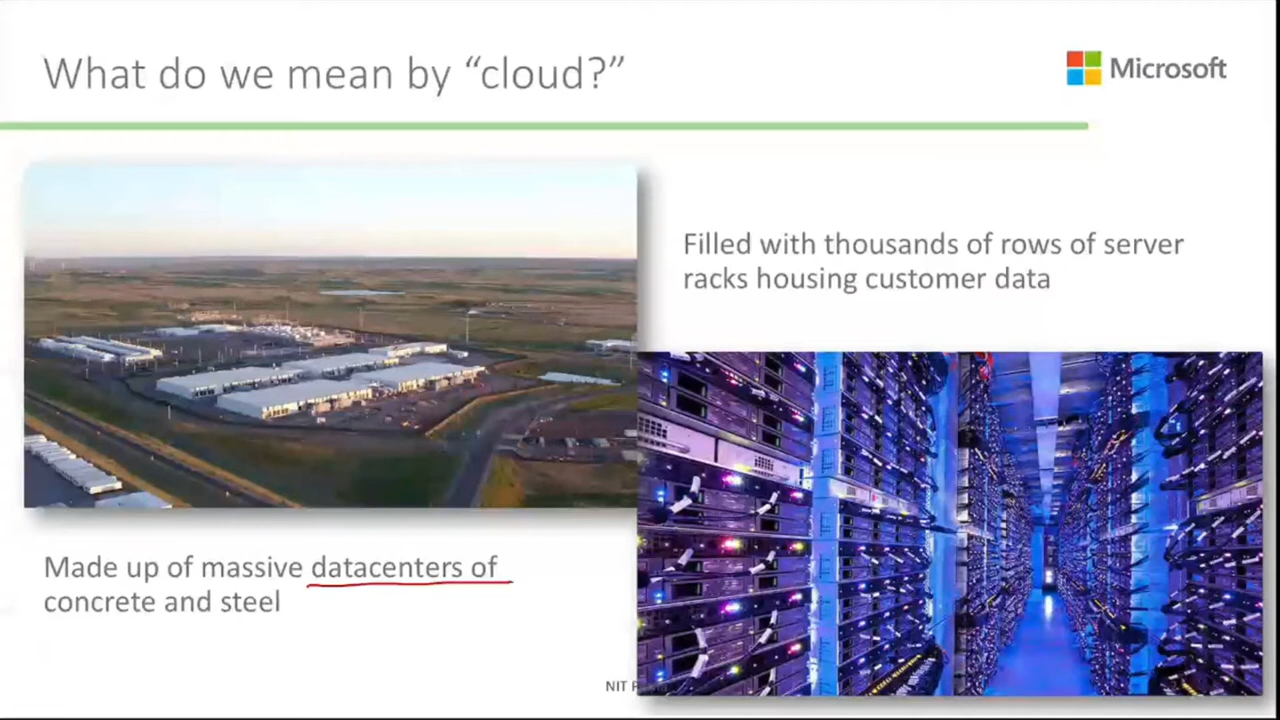 What do we mean by “cloud?”
Microsoft
Filled with thousands of rows of server
racks housing customer data
Made up of massive datacenters of
concrete and steel
NIT